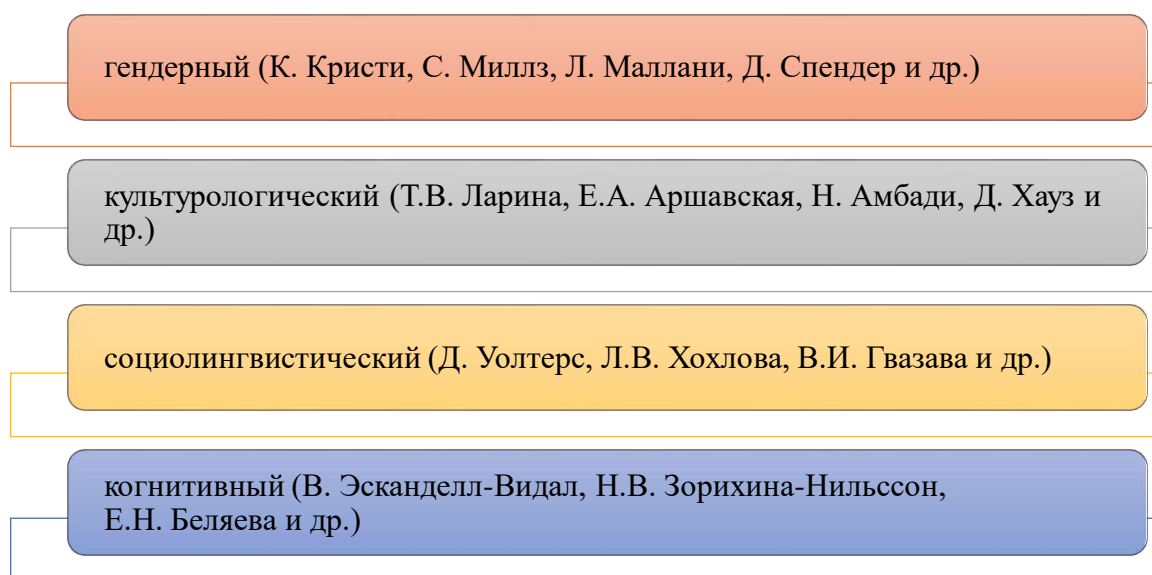 гендерный (К. Кристи, С. Миллз, Л. Маллани, Д. Спендер и др.)
культурологический (Т.В. Ларина, Е.А. Аршавская, Н. Амбади, Д. Хауз и
др.)
социолингвистический (Д. Уолтерс, Л.В. Хохлова, В.И. Гвазава и др.)
когнитивный (В. Эсканделл-Видал, Н.В. Зорихина-Нильссон,
Е.Н. Беляева и др.)